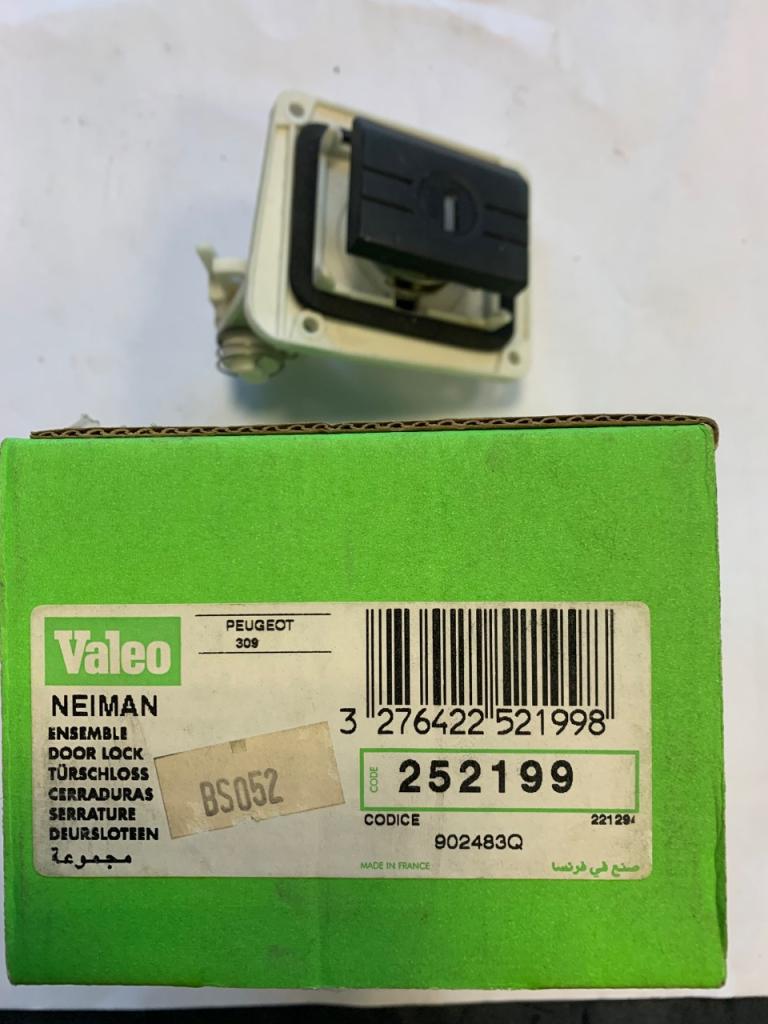 Valeo
PEUGEOT
309
NEIMAN
ENSEMBLE
DOOR LOCK
TÜRSCHLOSS
CERRADURAS
SERRATURE
DEURSLOTEN
مجموعة
BS052
3 276422 521998
CODE
252199
CODICE
221294
902483Q
MADE IN FRANCE
صنع في فرنسا